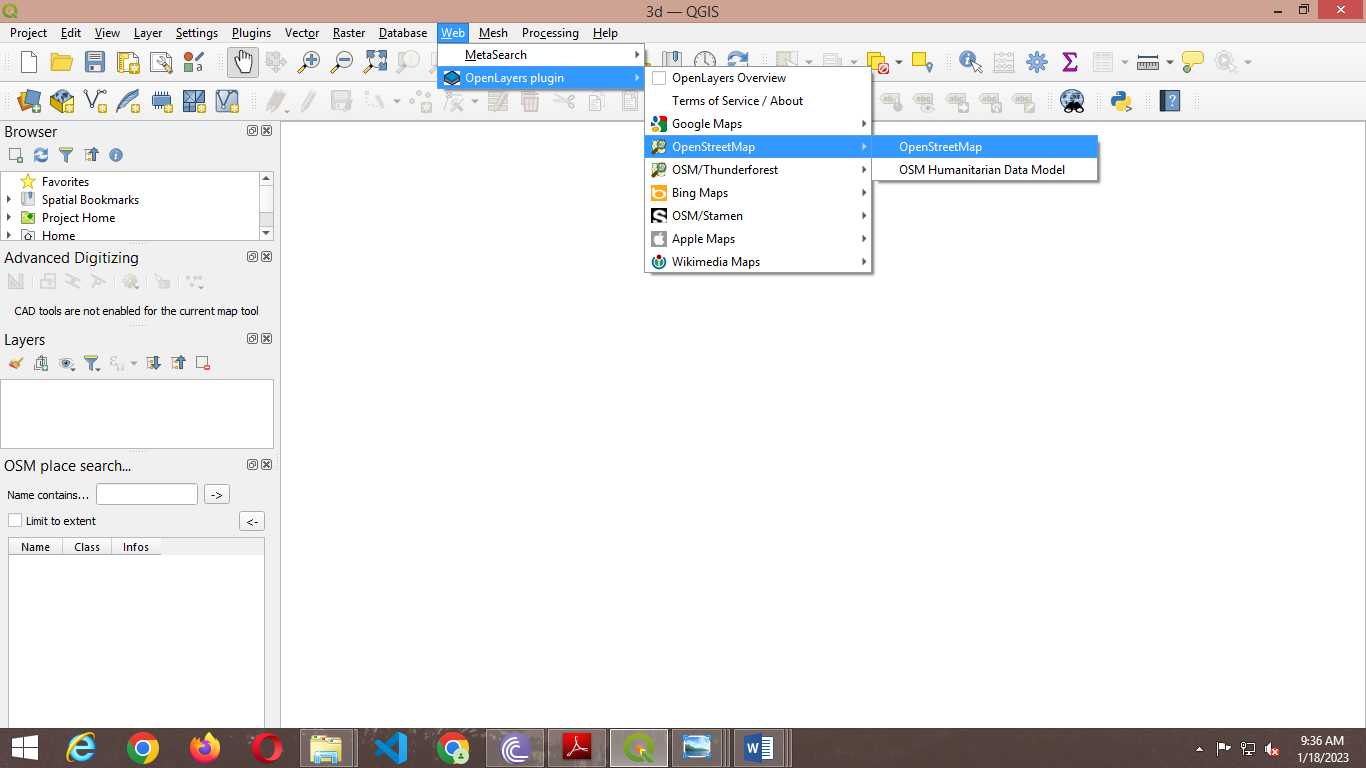 3d — QGIS
Project Edit View Layer Settings Plugins Vector Raster Database Web Mesh Processing Help
MetaSearch
OpenLayers plugin
OpenLayers Overview
Terms of Service / About
Google Maps
OpenStreetMap
OSM/Thunderforest
Bing Maps
OSM/Stamen
Apple Maps
Wikimedia Maps
OpenStreetMap
OSM Humanitarian Data Model
Browser
Favorites
Spatial Bookmarks
Project Home
Home
Advanced Digitizing
CAD tools are not enabled for the current map tool
Layers
OSM place search...
Name contains...
->
Limit to extent
<-
Name Class Infos
9:36 AM
1/18/2023